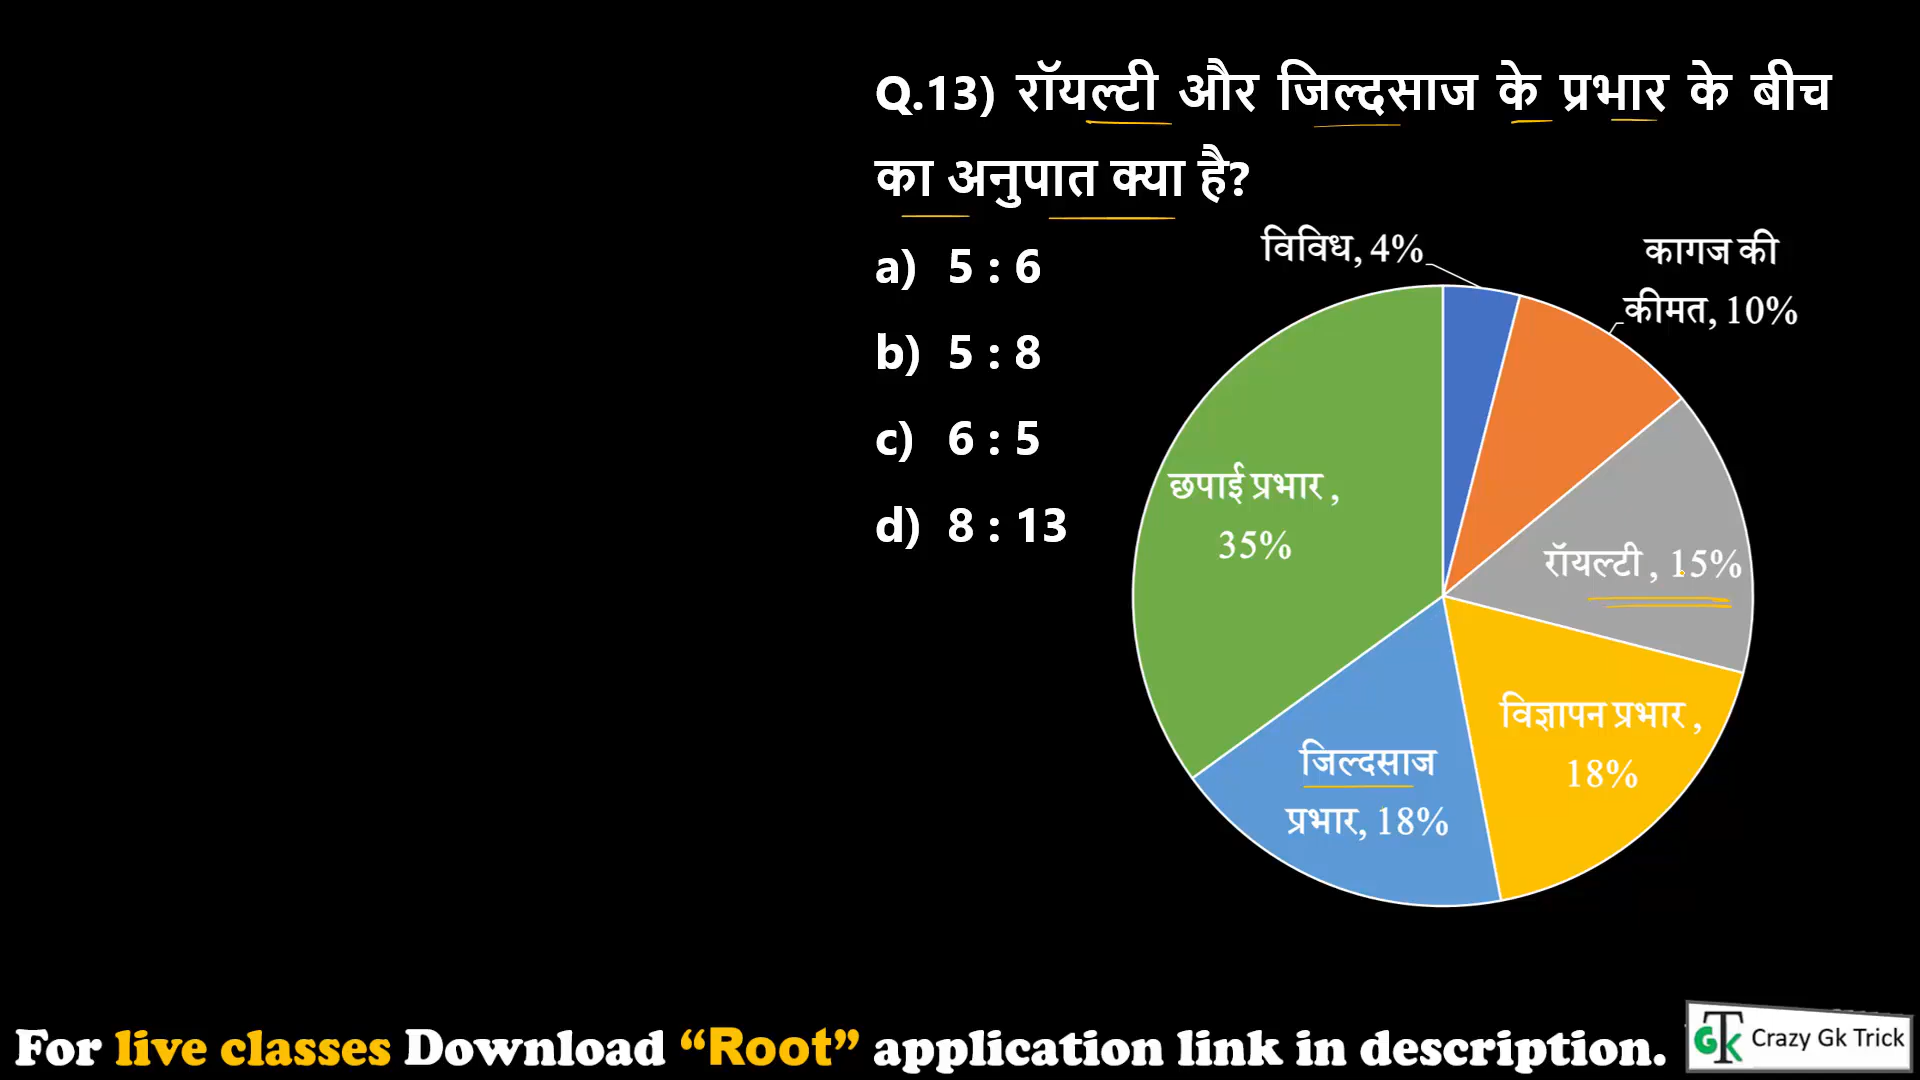 Q.13) रॉयल्टी और जिल्दसाज के प्रभार के बीच
का अनुपात क्या है?
a) 5 : 6
b) 5 : 8
c) 6 : 5
d) 8 : 13
विविध, 4%
कागज की
कीमत, 10%
रॉयल्टी , 15%
विज्ञापन प्रभार ,
18%
जिल्दसाज
प्रभार, 18%
छपाई प्रभार ,
35%
For live classes Download “Root” application link in description.
GTK Crazy Gk Trick